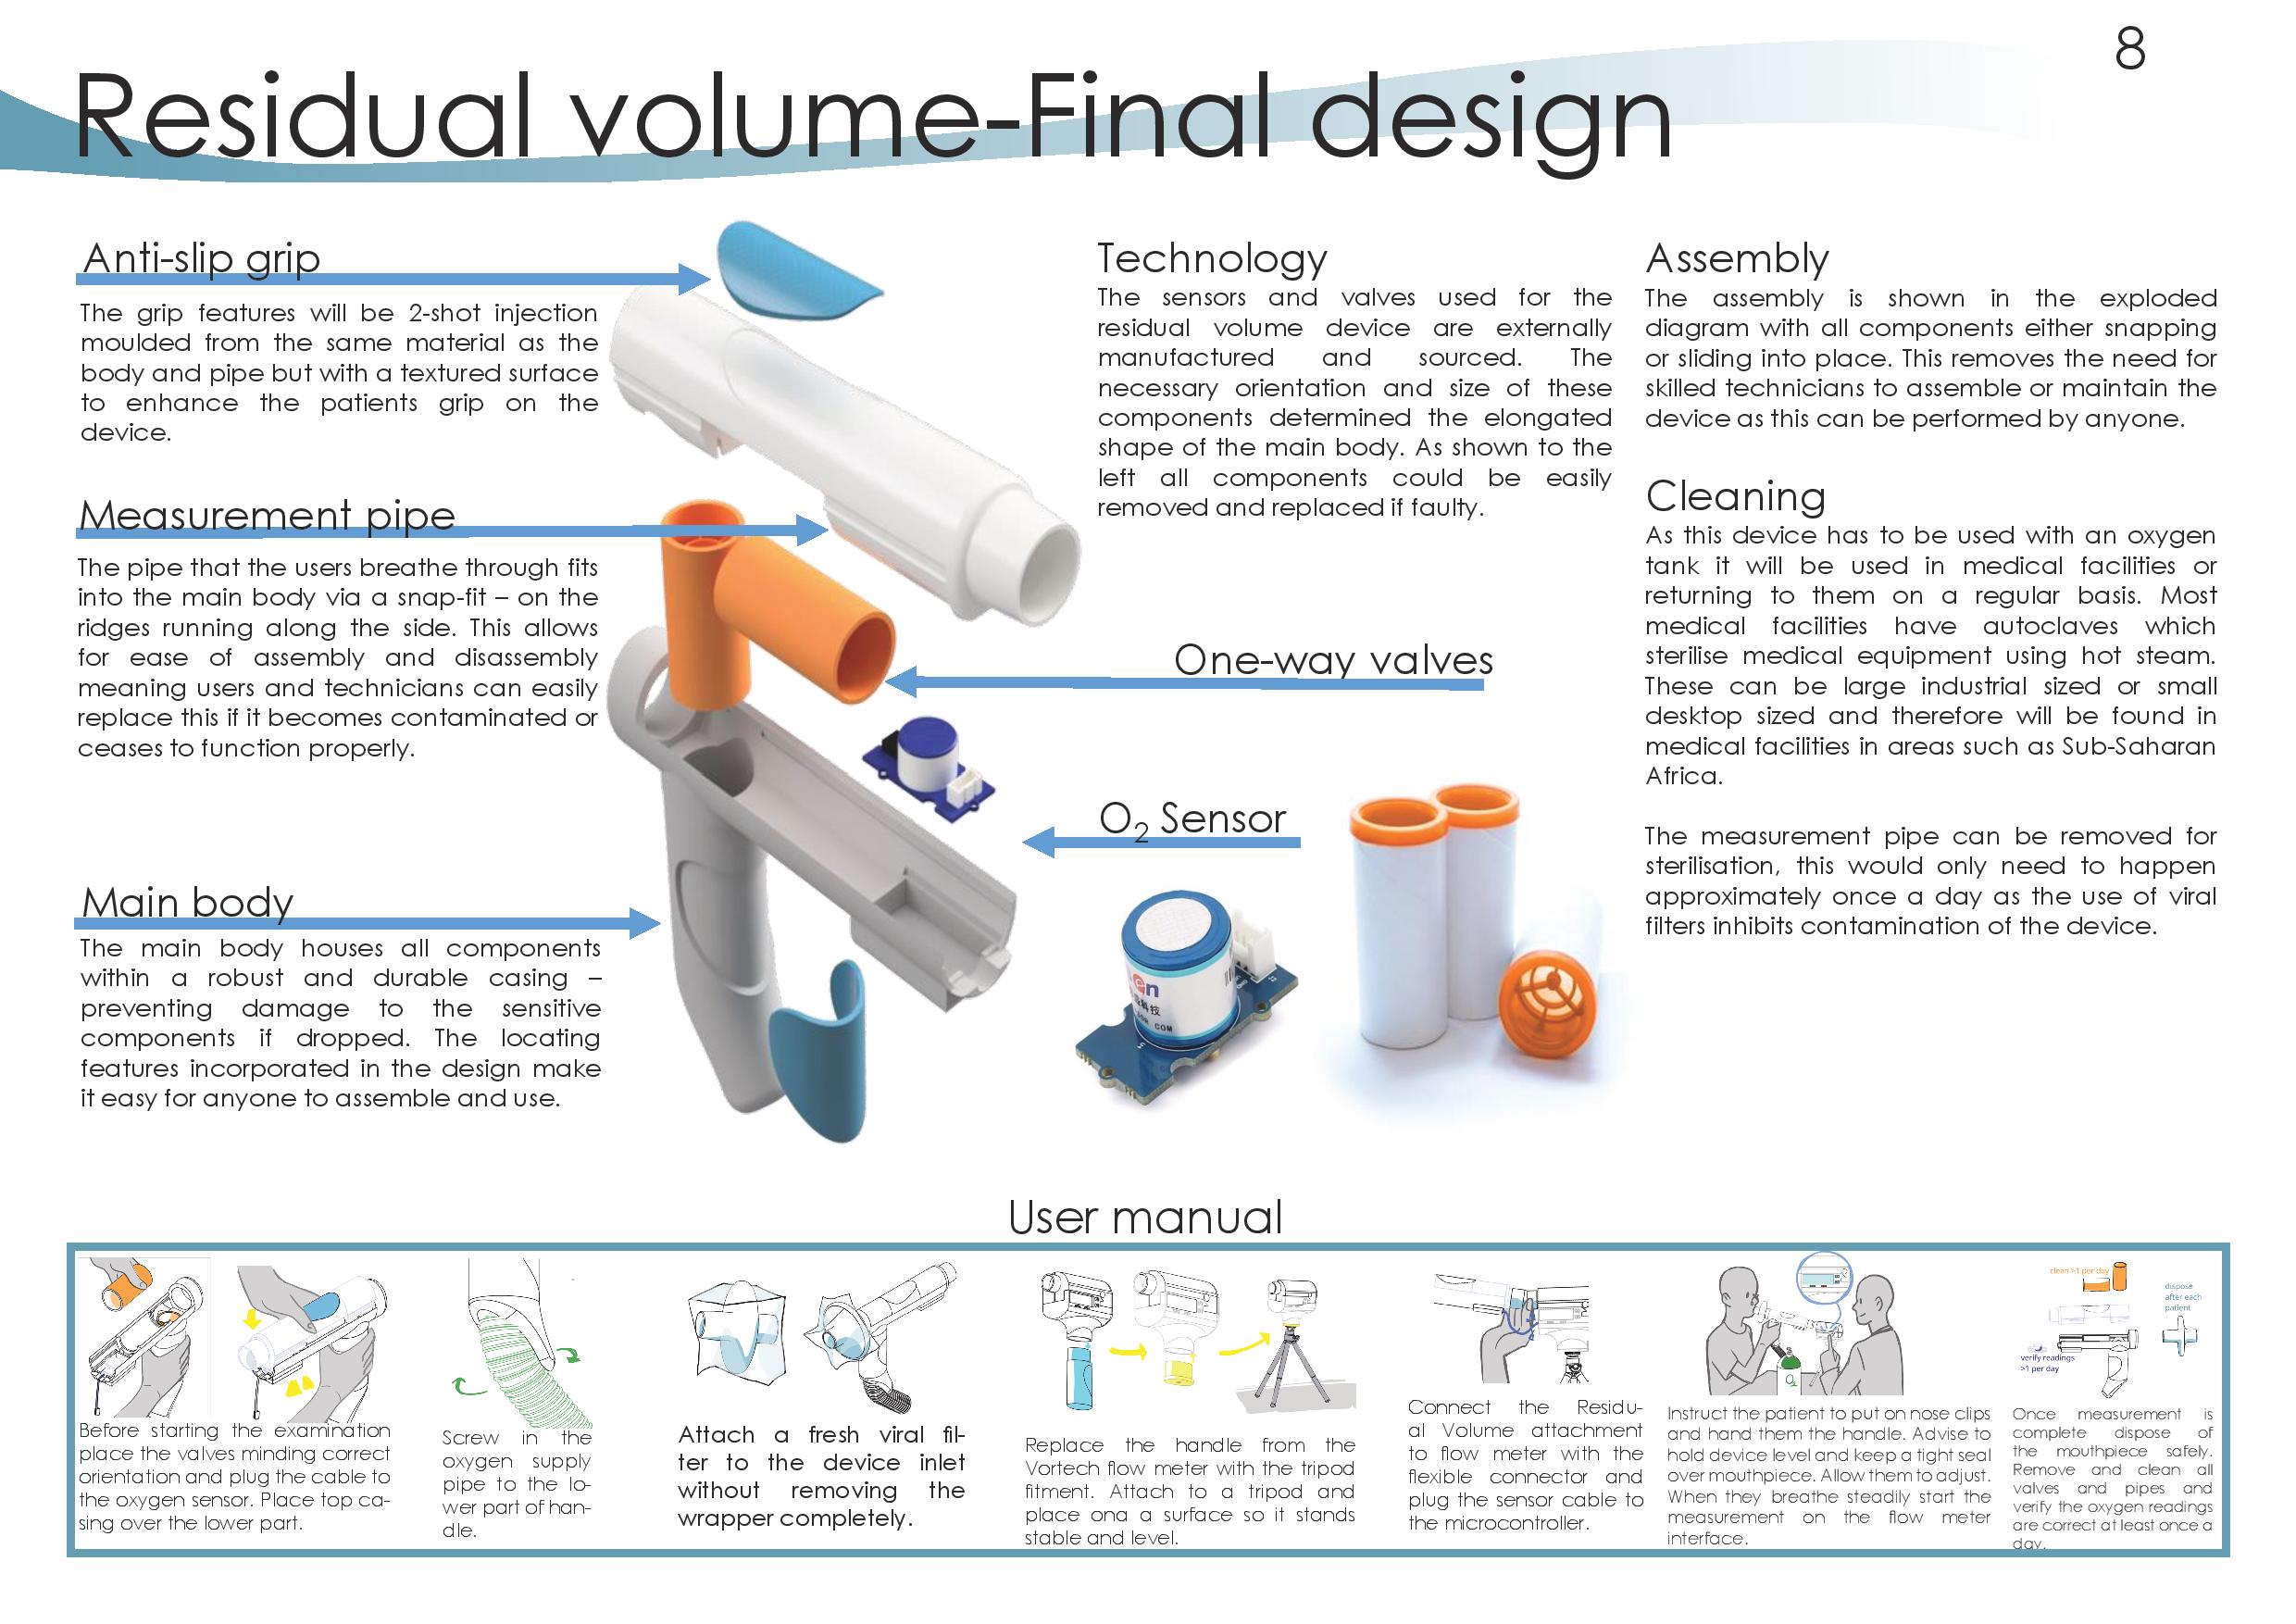 8
Residual volume-Final design
Anti-slip grip
The grip features will be 2-shot injection
moulded from the same material as the
body and pipe but with a textured surface
to enhance the patients grip on the
device.
Measurement pipe
The pipe that the users breathe through fits
into the main body via a snap-fit – on the
ridges running along the side. This allows
for ease of assembly and disassembly
meaning users and technicians can easily
replace this if it becomes contaminated or
ceases to function properly.
Main body
The main body houses all components
within a robust and durable casing –
preventing damage to the sensitive
components if dropped. The locating
features incorporated in the design make
it easy for anyone to assemble and use.
Technology
The sensors and valves used for the
residual volume device are externally
manufactured and sourced. The
necessary orientation and size of these
components determined the elongated
shape of the main body. As shown to the
left all components could be easily
removed and replaced if faulty.
One-way valves
O2 Sensor
en
科技
SON COM
Assembly
The assembly is shown in the exploded
diagram with all components either snapping
or sliding into place. This removes the need for
skilled technicians to assemble or maintain the
device as this can be performed by anyone.
Cleaning
As this device has to be used with an oxygen
tank it will be used in medical facilities or
returning to them on a regular basis. Most
medical facilities have autoclaves which
sterilise medical equipment using hot steam.
These can be large industrial sized or small
desktop sized and therefore will be found in
medical facilities in areas such as Sub-Saharan
Africa.
The measurement pipe can be removed for
sterilisation, this would only need to happen
approximately once a day as the use of viral
filters inhibits contamination of the device.
User manual
Before starting the examination
place the valves minding correct
orientation and plug the cable to
the oxygen sensor. Place top ca-
sing over the lower part.
Screw in the
oxygen supply
pipe to the lo-
wer part of han-
dle.
Attach a fresh viral fil-
ter to the device inlet
without removing the
wrapper completely.
Replace the handle from the
Vortech flow meter with the tripod
fitment. Attach to a tripod and
place ona a surface so it stands
stable and level.
Connect the Residu-
al Volume attachment
to flow meter with the
flexible connector and
plug the sensor cable to
the microcontroller.
O2
Instruct the patient to put on nose clips
and hand them the handle. Advise to
hold device level and keep a tight seal
over mouthpiece. Allow them to adjust.
When they breathe steadily start the
measurement on the flow meter
interface.
clean >1 per day
dispose
after each
patient
verify readings
>1 per day
Once measurement is
complete dispose of
the mouthpiece safely.
Remove and clean all
valves and pipes and
verify the oxygen readings
are correct at least once a
day.